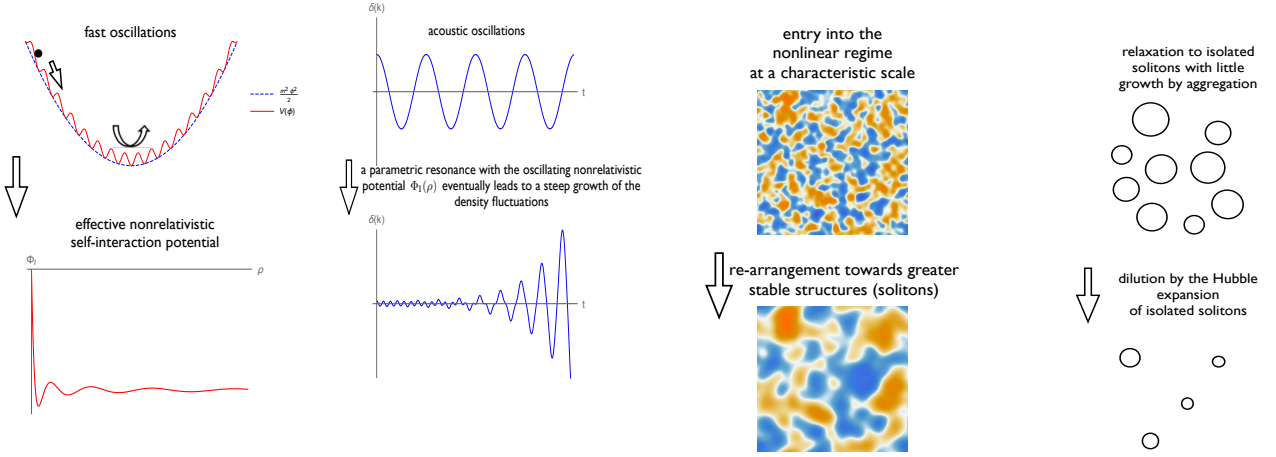 fast oscillations
m² ϕ²
2
V(ϕ)
effective nonrelativistic
self-interaction potential
Φ_I
ρ
δ(k)
acoustic oscillations
t
a parametric resonance with the oscillating nonrelativistic
potential Φ_I(ρ) eventually leads to a steep growth of the
density fluctuations
δ(k)
t
entry into the
nonlinear regime
at a characteristic scale
re-arrangement towards greater
stable structures (solitons)
relaxation to isolated
solitons with little
growth by aggregation
dilution by the Hubble
expansion
of isolated solitons